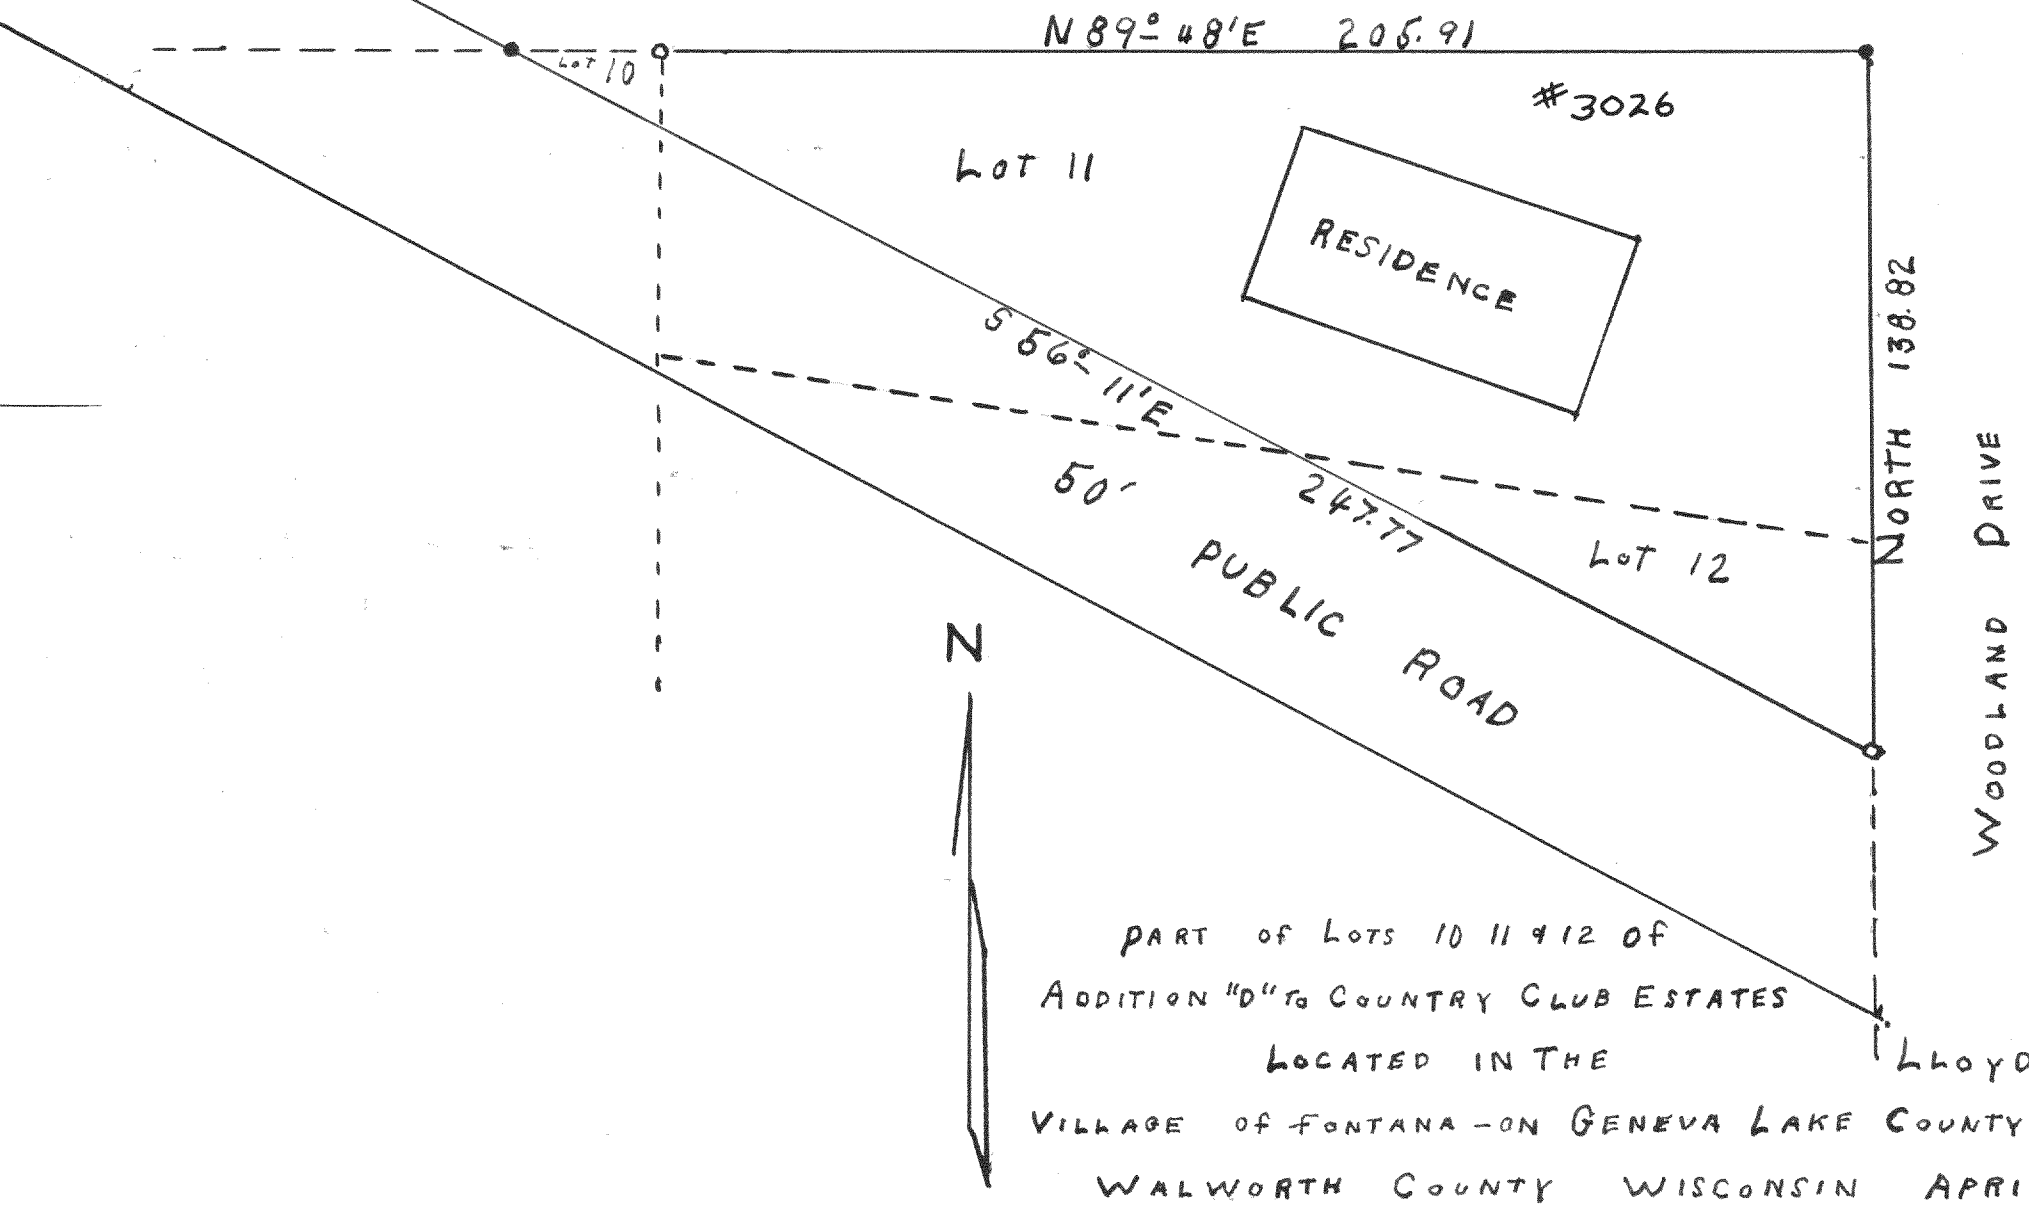 N 89° 48' E 205.91
LOT 10
#3026
LOT 11
RESIDENCE
NORTH 138.82
S 56° 11' E 247.77
50'
PUBLIC ROAD
LOT 12
WOODLAND DRIVE
N
PART OF LOTS 10 11 & 12 OF
ADDITION "D" TO COUNTRY CLUB ESTATES
LOCATED IN THE
LLOYD
VILLAGE OF FONTANA - ON GENEVA LAKE COUNTY
WALWORTH COUNTY WISCONSIN APRI